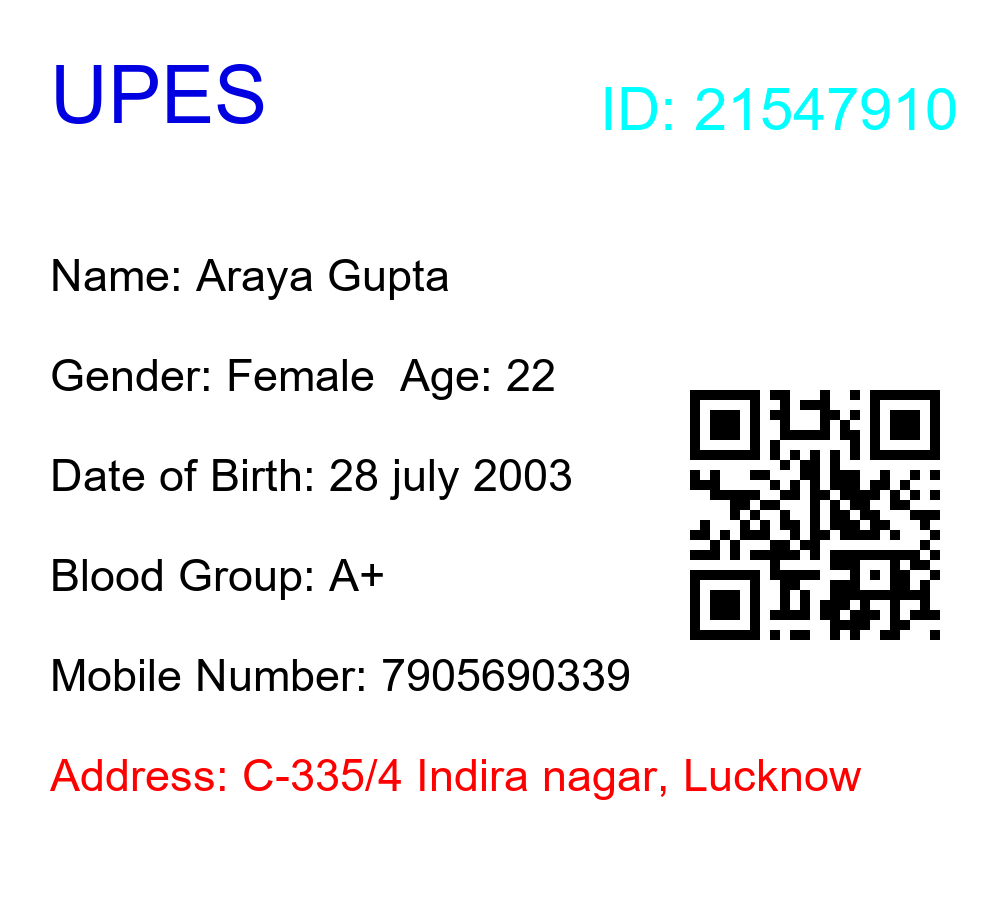 UPES
ID: 21547910
Name: Araya Gupta
Gender: Female  Age: 22
Date of Birth: 28 july 2003
Blood Group: A+
Mobile Number: 7905690339
Address: C-335/4 Indira nagar, Lucknow